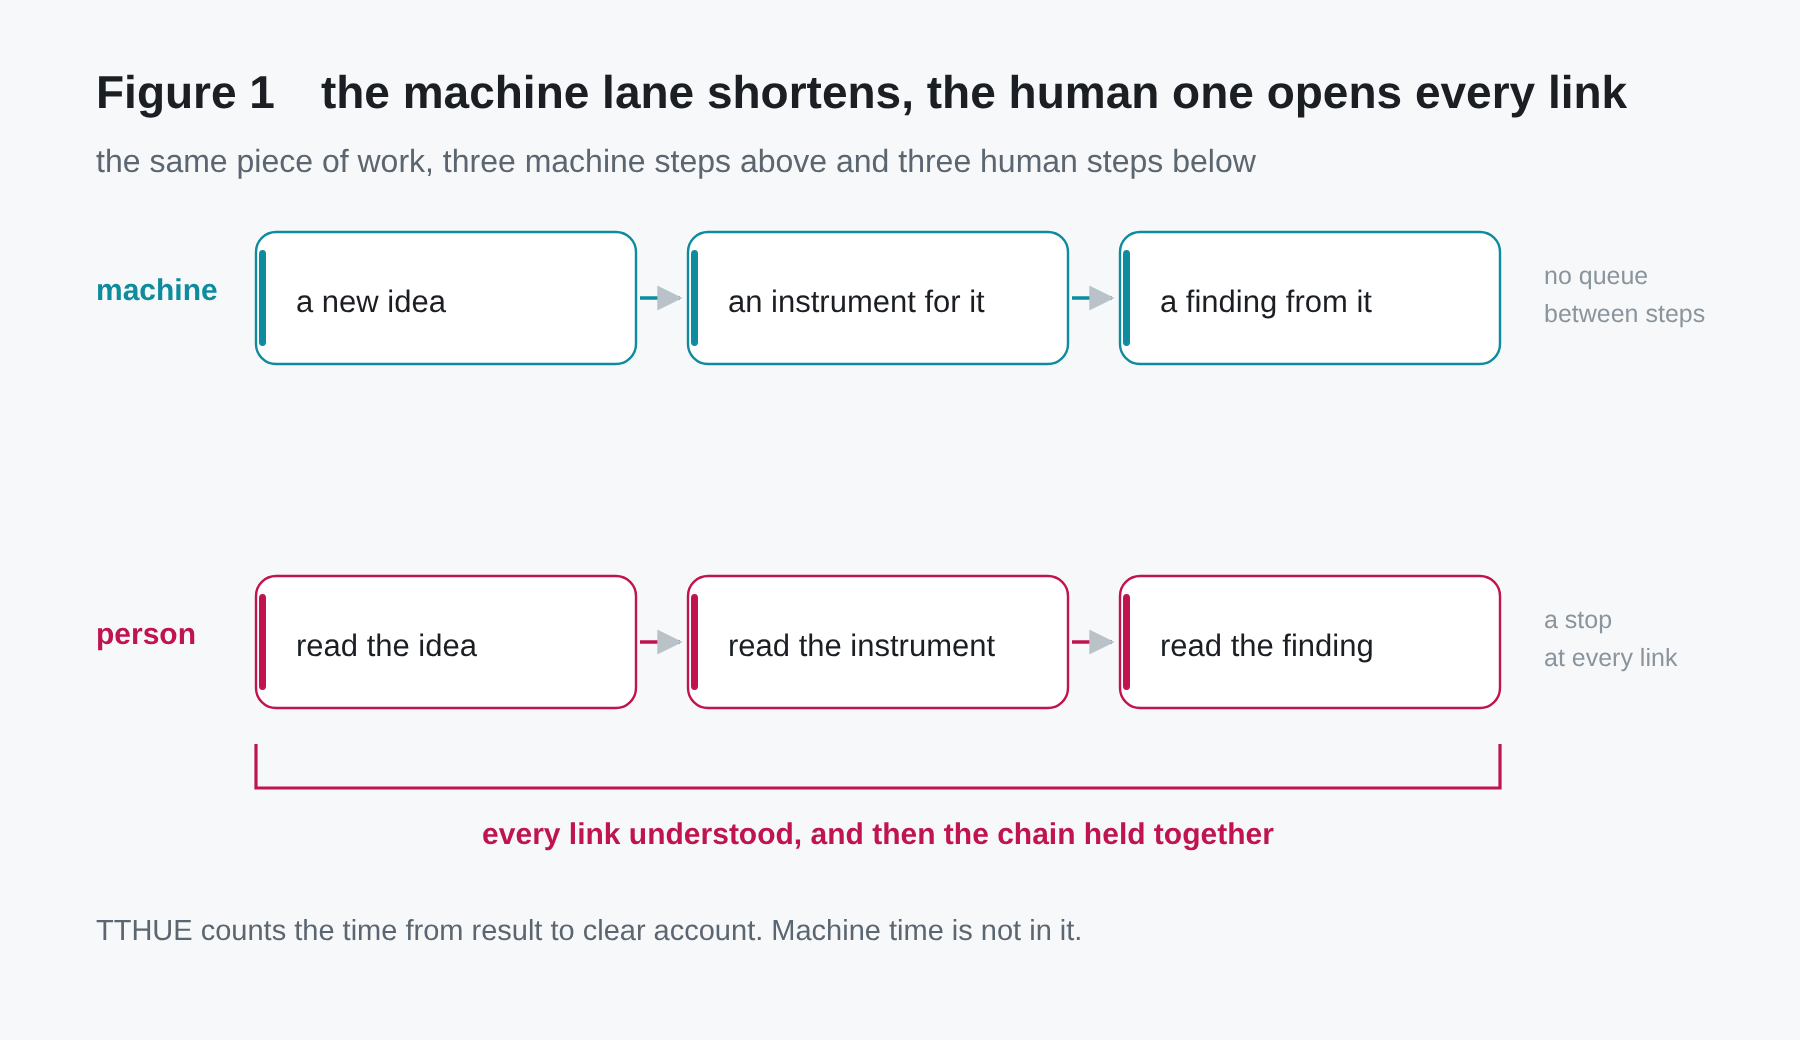 Figure 1 the machine lane shortens, the human one opens every link
the same piece of work, three machine steps above and three human steps below
machine
a new idea
an instrument for it
a finding from it
no queue
between steps
person
read the idea
read the instrument
read the finding
a stop
at every link
every link understood, and then the chain held together
TTHUE counts the time from result to clear account. Machine time is not in it.